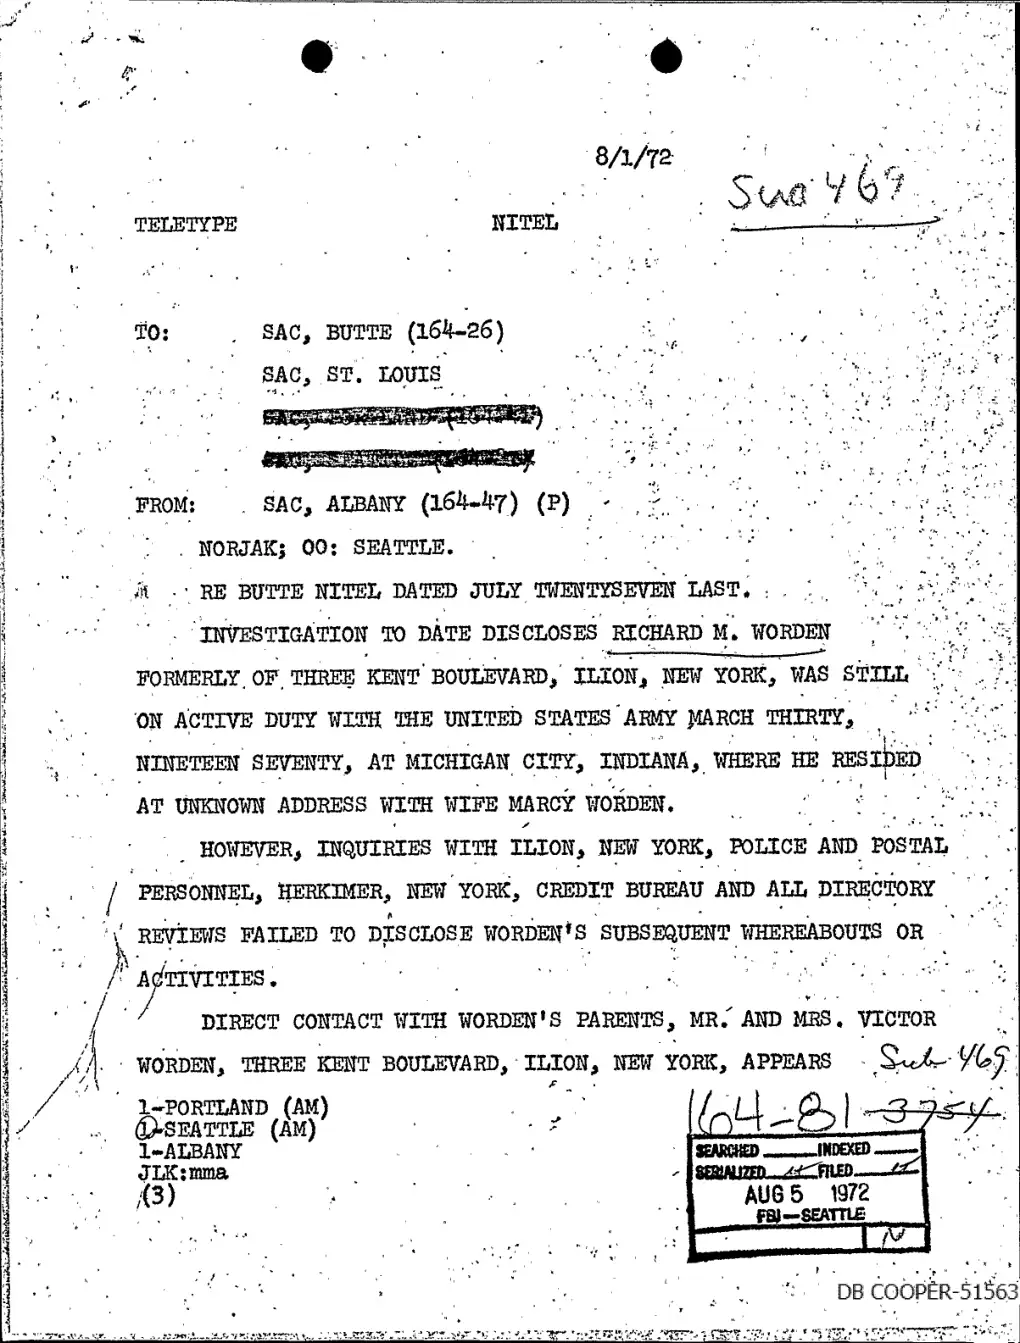 8/1/72
Sub 469
TELETYPE NITEL
TO: SAC, BUTTE (164-26)
SAC, ST. LOUIS
FROM: SAC, ALBANY (164-47) (P)
NORJAK; OO: SEATTLE.
RE BUTTE NITEL DATED JULY TWENTYSEVEN LAST.
INVESTIGATION TO DATE DISCLOSES RICHARD M. WORDEN
FORMERLY OF THREE KENT BOULEVARD, ILION, NEW YORK, WAS STILL
ON ACTIVE DUTY WITH THE UNITED STATES ARMY MARCH THIRTY,
NINETEEN SEVENTY, AT MICHIGAN CITY, INDIANA, WHERE HE RESIDED
AT UNKNOWN ADDRESS WITH WIFE MARCY WORDEN.
HOWEVER, INQUIRIES WITH ILION, NEW YORK, POLICE AND POSTAL
PERSONNEL, HERKIMER, NEW YORK, CREDIT BUREAU AND ALL DIRECTORY
REVIEWS FAILED TO DISCLOSE WORDEN'S SUBSEQUENT WHEREABOUTS OR
ACTIVITIES.
DIRECT CONTACT WITH WORDEN'S PARENTS, MR. AND MRS. VICTOR
WORDEN, THREE KENT BOULEVARD, ILION, NEW YORK, APPEARS
Sub 469
1-PORTLAND (AM)
1-SEATTLE (AM)
1-ALBANY
JLK:mma
(3)
164-81-3754
SEARCHED INDEXED
SERIALIZED FILED
AUG 5 1972
FBI-SEATTLE
N
DB COOPER-51563